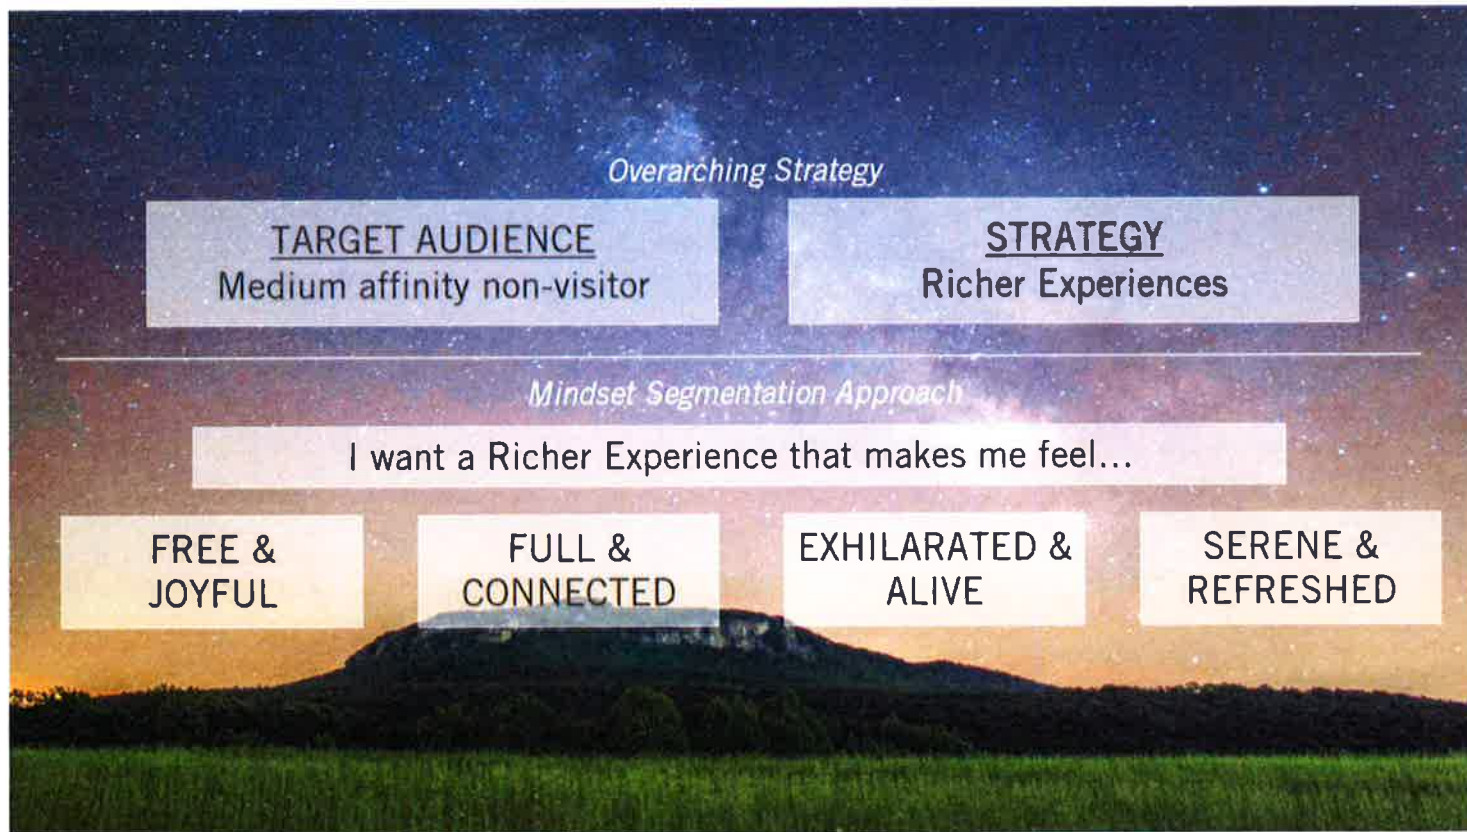 Overarching Strategy
TARGET AUDIENCE
Medium affinity non-visitor
STRATEGY
Richer Experiences
Mindset Segmentation Approach
I want a Richer Experience that makes me feel...
FREE &
JOYFUL
FULL &
CONNECTED
EXHILARATED &
ALIVE
SERENE &
REFRESHED